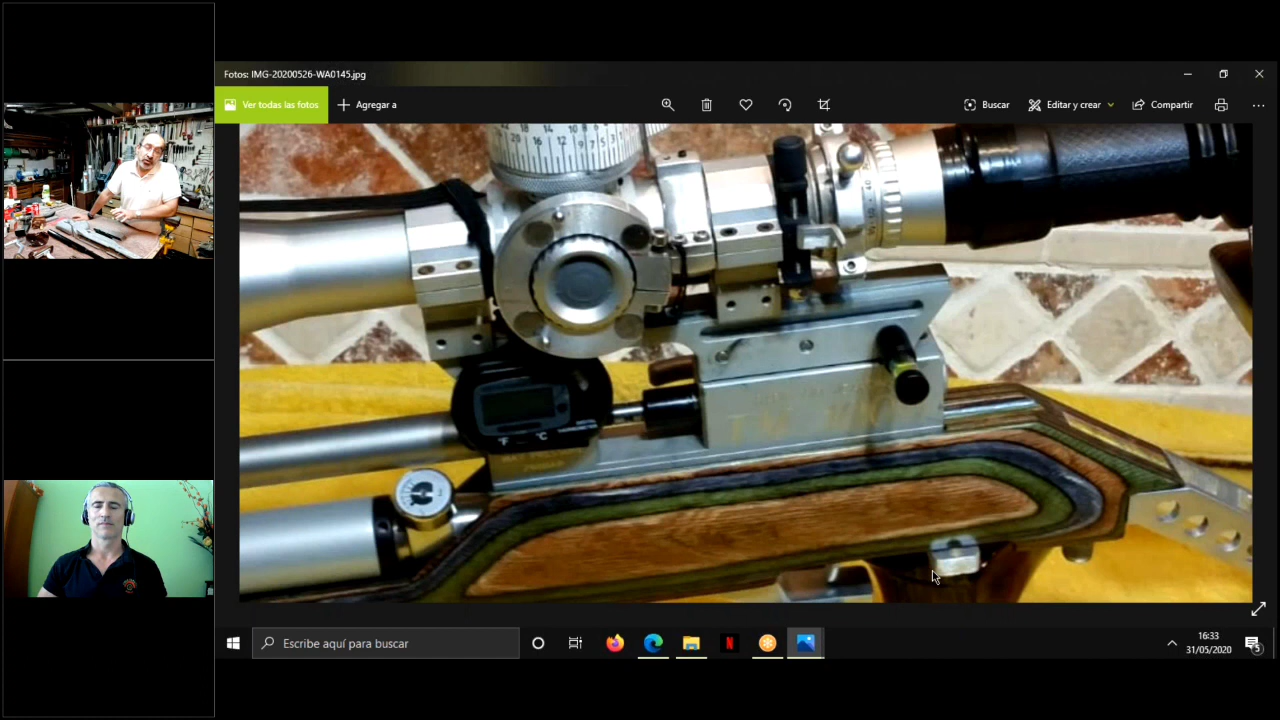 Fotos: IMG-20200526-WA0145.jpg
Ver todas las fotos
Agregar a
Buscar
Editar y crear
Compartir
°F °C
Escribe aquí para buscar
16:33
31/05/2020
5